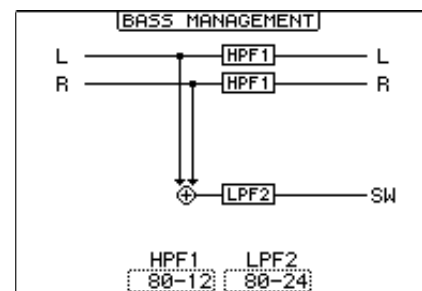 BASS MANAGEMENT
L HPF1 L
R HPF1 R
LPF2 SW
HPF1 LPF2
80-12 80-24